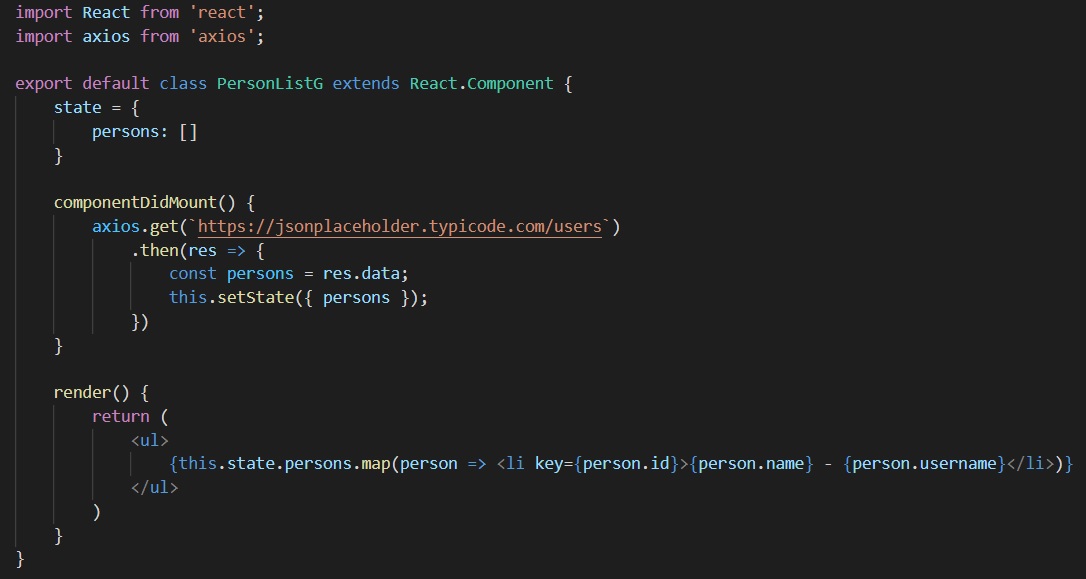 import React from 'react';
import axios from 'axios';
export default class PersonListG extends React.Component {
state = {
persons: []
}
componentDidMount() {
axios.get(`https://jsonplaceholder.typicode.com/users`)
.then(res => {
const persons = res.data;
this.setState({ persons });
})
}
render() {
return (
<ul>
{this.state.persons.map(person => <li key={person.id}>{person.name} - {person.username}</li>)}
</ul>
)
}
}